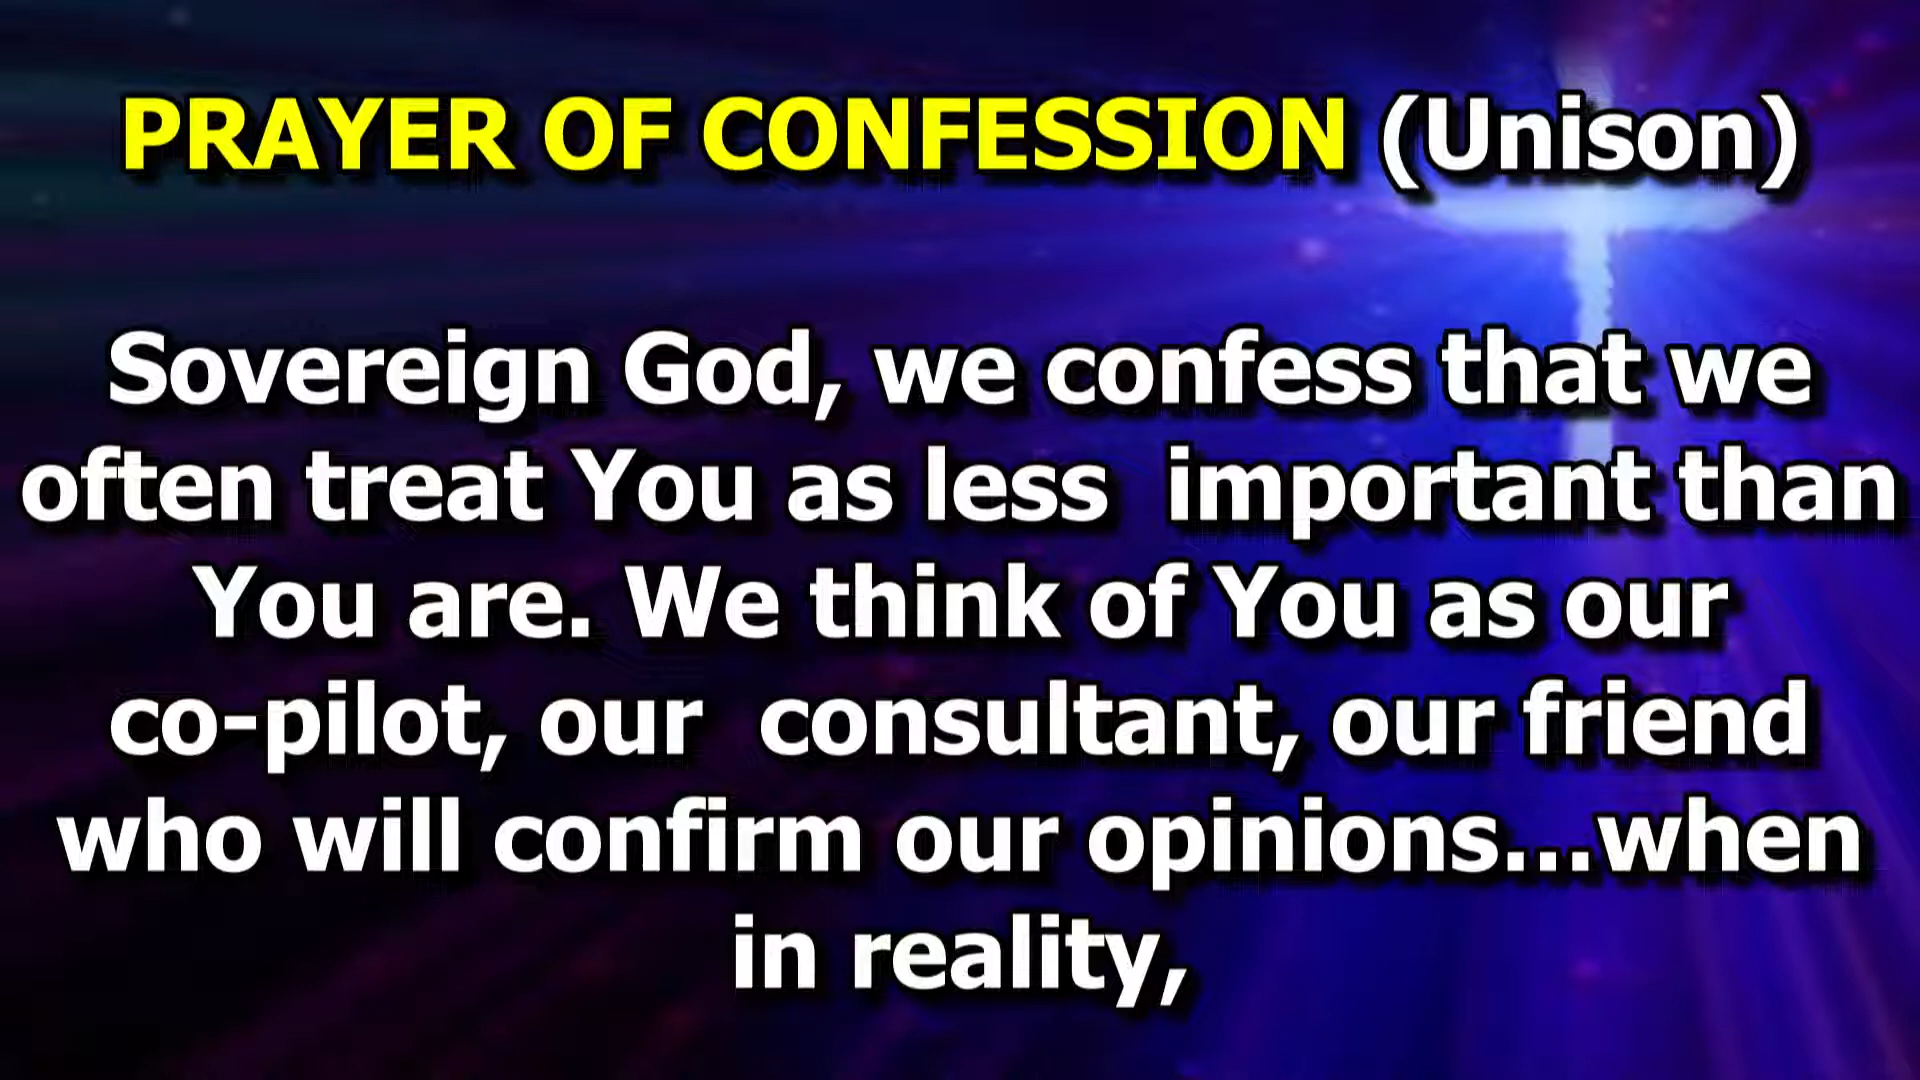 PRAYER OF CONFESSION (Unison)
Sovereign God, we confess that we
often treat You as less  important than
You are. We think of You as our
co-pilot, our  consultant, our friend
who will confirm our opinions...when
in reality,